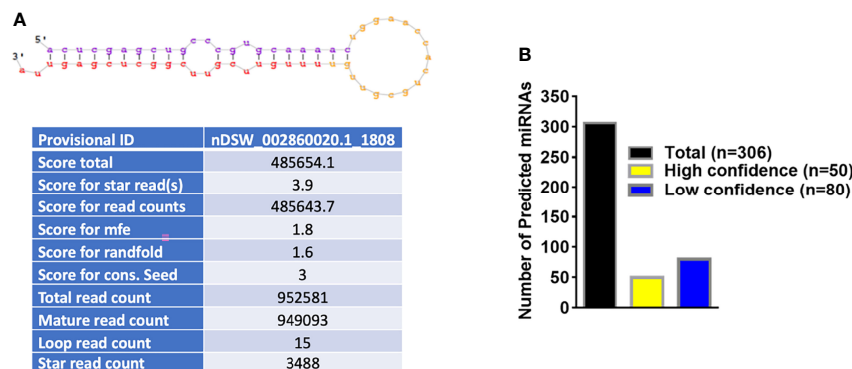 A
5'
3'
Provisional ID nDSW_002860020.1_1808
Score total 485654.1
Score for star read(s) 3.9
Score for read counts 485643.7
Score for mfe 1.8
Score for randfold 1.6
Score for cons. Seed 3
Total read count 952581
Mature read count 949093
Loop read count 15
Star read count 3488
B
Number of Predicted miRNAs
350
300
250
200
150
100
50
0
Total (n=306)
High confidence (n=50)
Low confidence (n=80)